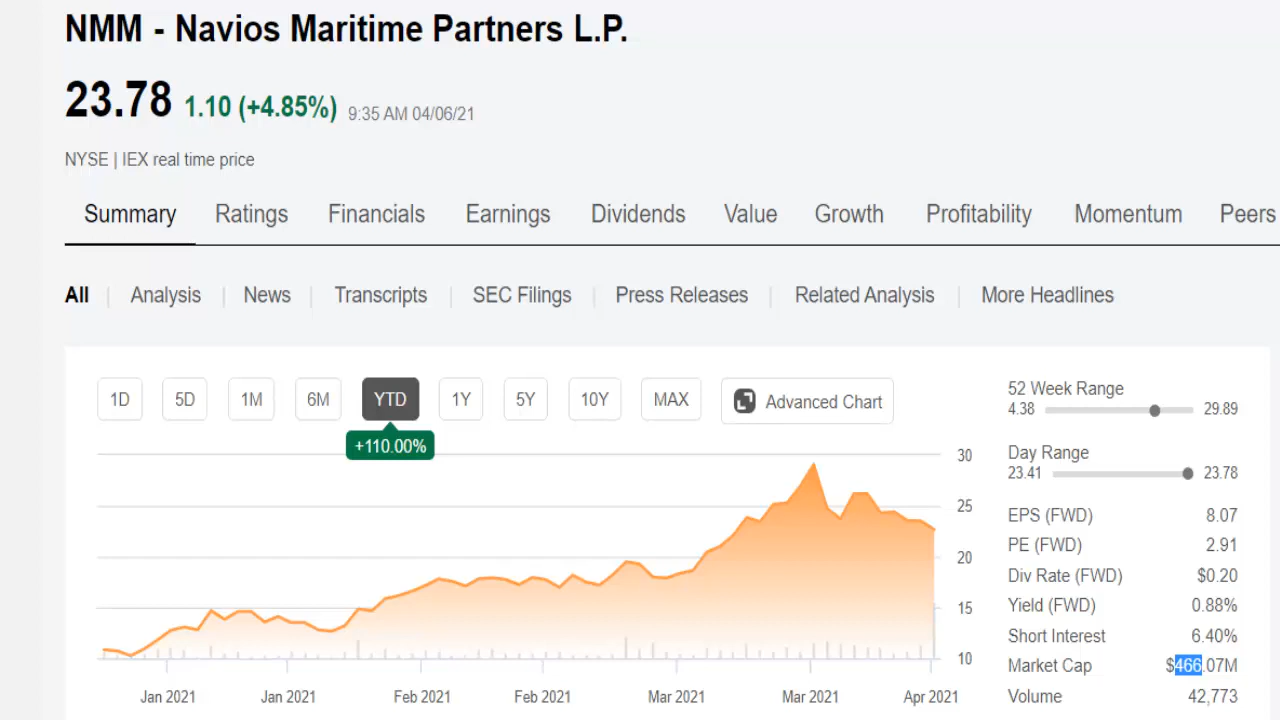 NMM - Navios Maritime Partners L.P.
23.78 1.10 (+4.85%) 9:35 AM 04/06/21
NYSE | IEX real time price
Summary Ratings Financials Earnings Dividends Value Growth Profitability Momentum Peers
All | Analysis | News | Transcripts | SEC Filings | Press Releases | Related Analysis | More Headlines
1D 5D 1M 6M YTD 1Y 5Y 10Y MAX Advanced Chart
+110.00%
30
25
20
15
10
Jan 2021 Jan 2021 Feb 2021 Feb 2021 Mar 2021 Mar 2021 Apr 2021
52 Week Range
4.38 29.89
Day Range
23.41 23.78
EPS (FWD) 8.07
PE (FWD) 2.91
Div Rate (FWD) $0.20
Yield (FWD) 0.88%
Short Interest 6.40%
Market Cap $466.07M
Volume 42,773